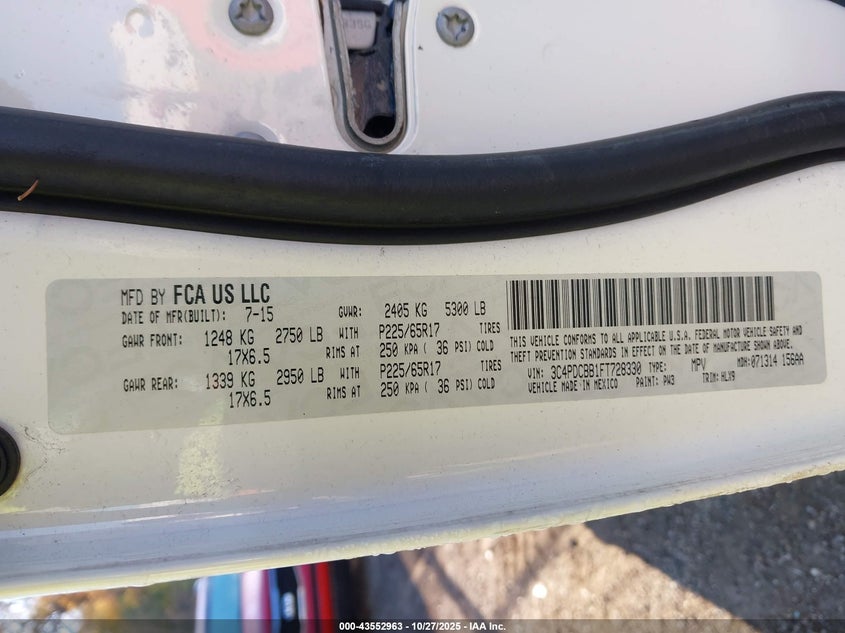 MFD BY FCA US LLC
DATE OF MFR(BUILT): 7-15 GVWR: 2405 KG 5300 LB
GAWR FRONT: 1248 KG 2750 LB WITH P225/65R17 TIRES
17X6.5 RIMS AT 250 KPA ( 36 PSI) COLD
GAWR REAR: 1339 KG 2950 LB WITH P225/65R17 TIRES
17X6.5 RIMS AT 250 KPA ( 36 PSI) COLD
THIS VEHICLE CONFORMS TO ALL APPLICABLE U.S.A. FEDERAL MOTOR VEHICLE SAFETY AND
THEFT PREVENTION STANDARDS IN EFFECT ON THE DATE OF MANUFACTURE SHOWN ABOVE.
VIN: 3C4PDCBB1FT728330 TYPE: MPV MDH:071314 156AA
MADE IN MEXICO PAINT: PW3 TRIM: HLX9
000-43552963 - 10/27/2025 - IAA Inc.